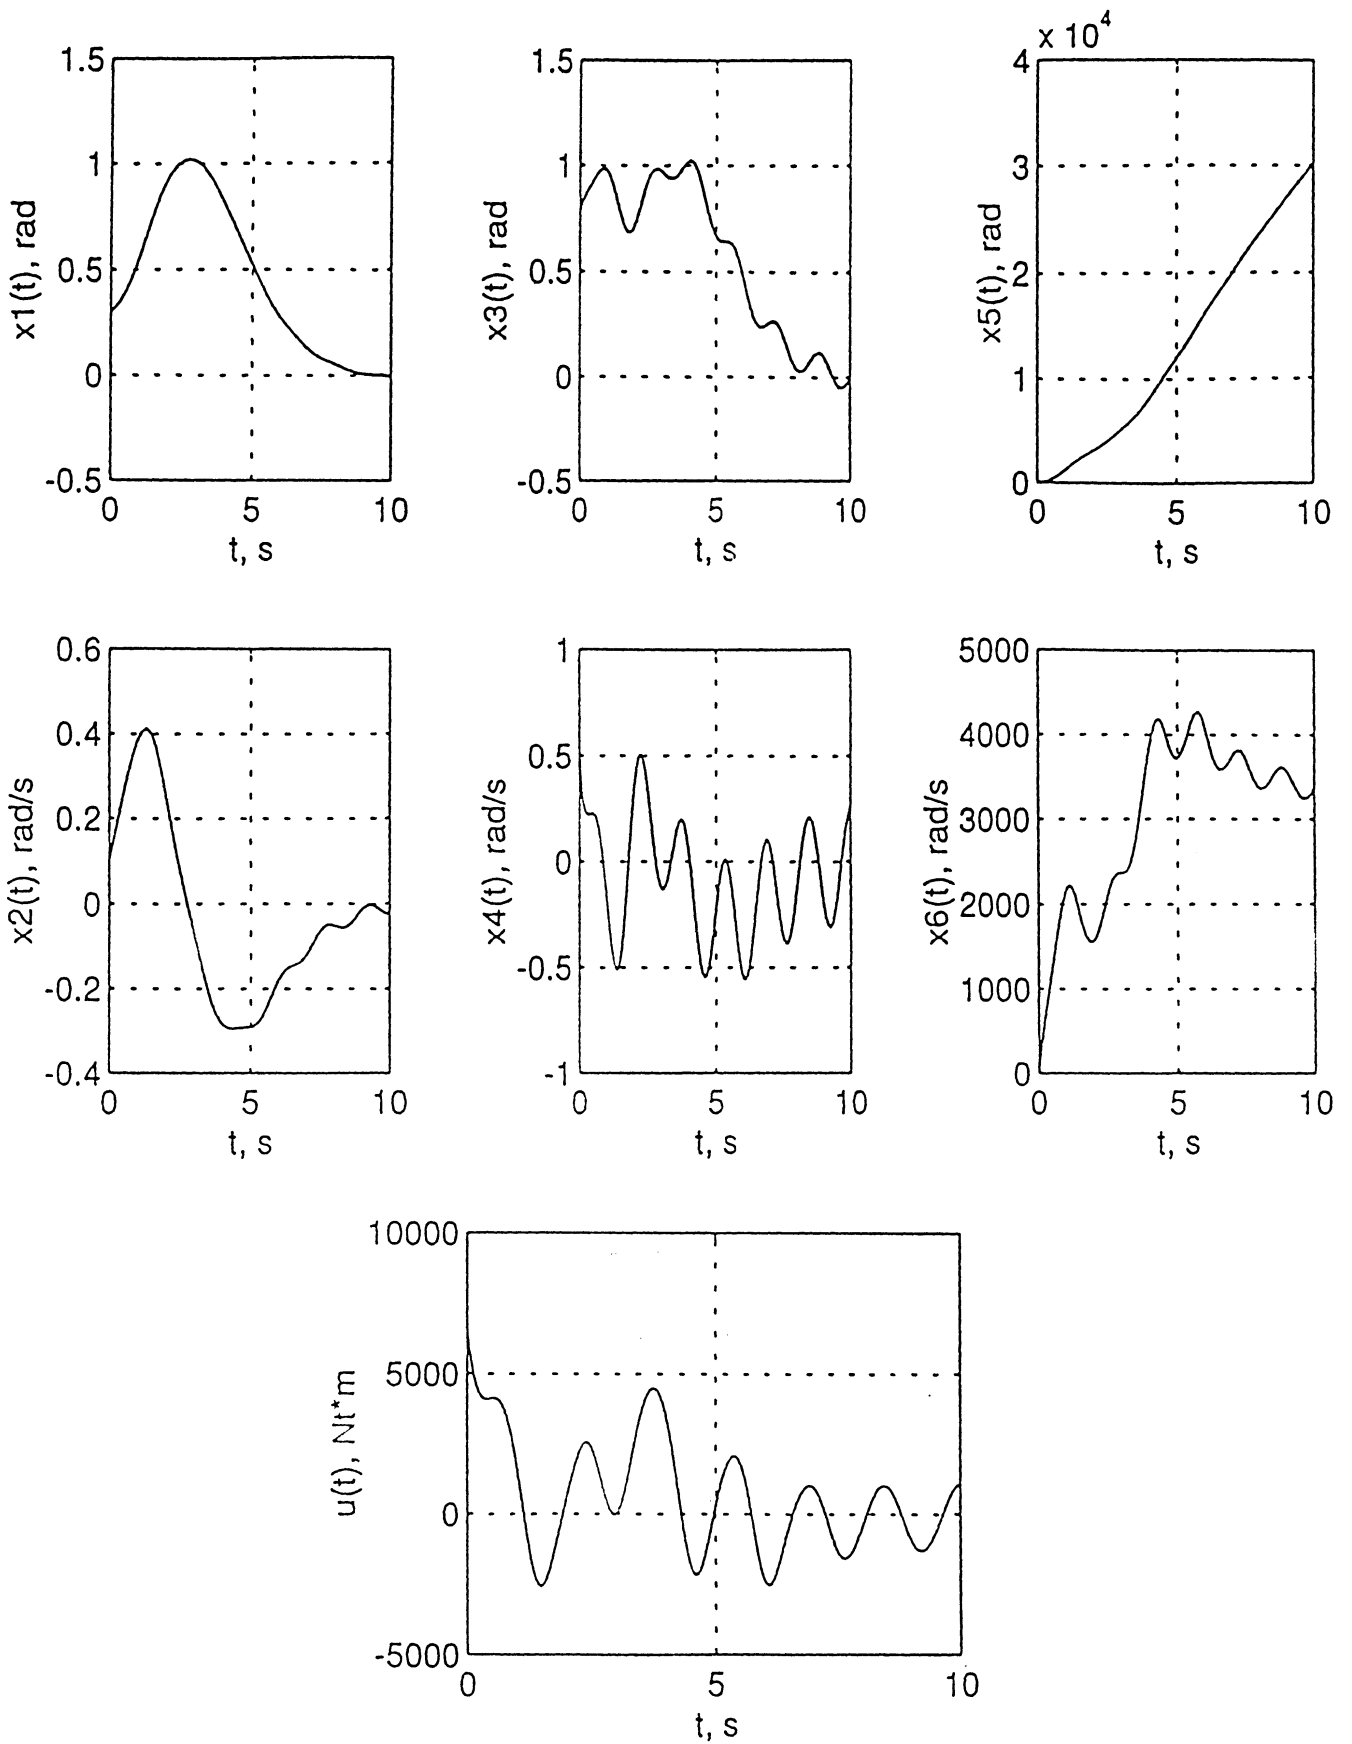 x 10^4
1.5
1
0.5
0
-0.5
x1(t), rad
0 5 10
t, s
1.5
1
0.5
0
-0.5
x3(t), rad
0 5 10
t, s
4
3
2
1
0
x5(t), rad
0 5 10
t, s
0.6
0.4
0.2
0
-0.2
-0.4
x2(t), rad/s
0 5 10
t, s
1
0.5
0
-0.5
-1
x4(t), rad/s
0 5 10
t, s
5000
4000
3000
2000
1000
0
x6(t), rad/s
0 5 10
t, s
10000
5000
0
-5000
u(t), Nt*m
0 5 10
t, s